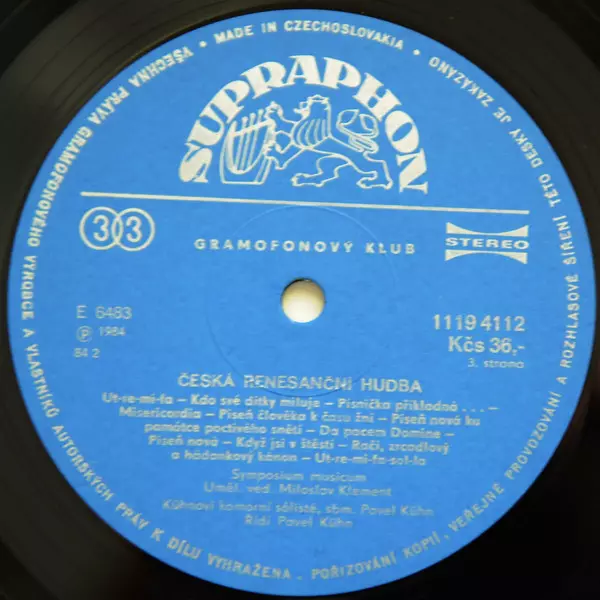 VŠECHNA PRÁVA GRAMOFONOVÉHO VÝROBCE A VLASTNÍKŮ AUTORSKÝCH PRÁV K DÍLU VYHRAŽENA. POŘIZOVÁNÍ KOPIÍ, VEŘEJNÉ PROVOZOVÁNÍ A ROZHLASOVÉ ŠÍŘENÍ TÉTO DESKY JE ZAKÁZÁNO • MADE IN CZECHOSLOVAKIA •
SUPRAPHON
33
GRAMOFONOVÝ KLUB
STEREO
E 6483
℗ 1984
84 2
1119 4112
Kčs 36,-
3. strana
ČESKÁ RENESANČNÍ HUDBA
Ut-re-mi-fa – Kdo své dítky miluje – Písnička příkladná . . . –
Misericordia – Píseň člověka k času žní – Píseň nová ku
památce poctivého snětí – Da pacem Domine –
Píseň nová – Když jsi v štěstí – Račí, zrcadlový
a hádankový kánon – Ut-re-mi-fa-sol-la
Symposium musicum
Uměl. ved. Miloslav Klement
Kühnovi komorní sólisté, sbm. Pavel Kühn
Řídí Pavel Kühn